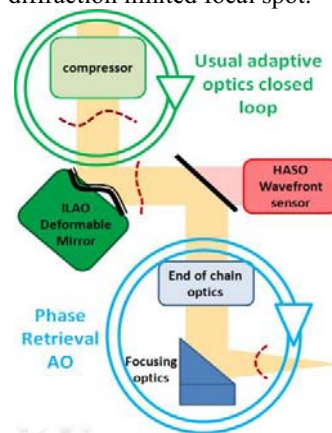 diffraction limited focal spot.
compressor
Usual adaptive
optics closed
loop
ILAO
Deformable
Mirror
HASO
Wavefront
sensor
End of chain
optics
Phase
Retrieval
AO
Focusing
optics